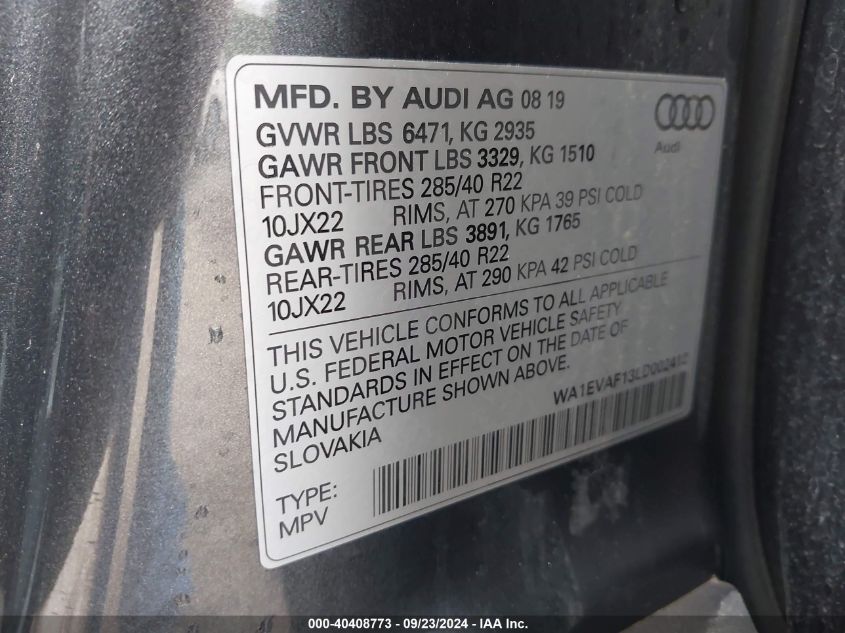 MFD. BY AUDI AG 08 19
GVWR LBS 6471, KG 2935
GAWR FRONT LBS 3329, KG 1510
FRONT-TIRES 285/40 R22
10JX22 RIMS, AT 270 KPA 39 PSI COLD
GAWR REAR LBS 3891, KG 1765
REAR-TIRES 285/40 R22
10JX22 RIMS, AT 290 KPA 42 PSI COLD
Audi
THIS VEHICLE CONFORMS TO ALL APPLICABLE
U.S. FEDERAL MOTOR VEHICLE SAFETY
STANDARDS IN EFFECT ON THE DATE OF
MANUFACTURE SHOWN ABOVE.
SLOVAKIA
WA1EVAF13LD002412
TYPE:
MPV
000-40408773 - 09/23/2024 - IAA Inc.